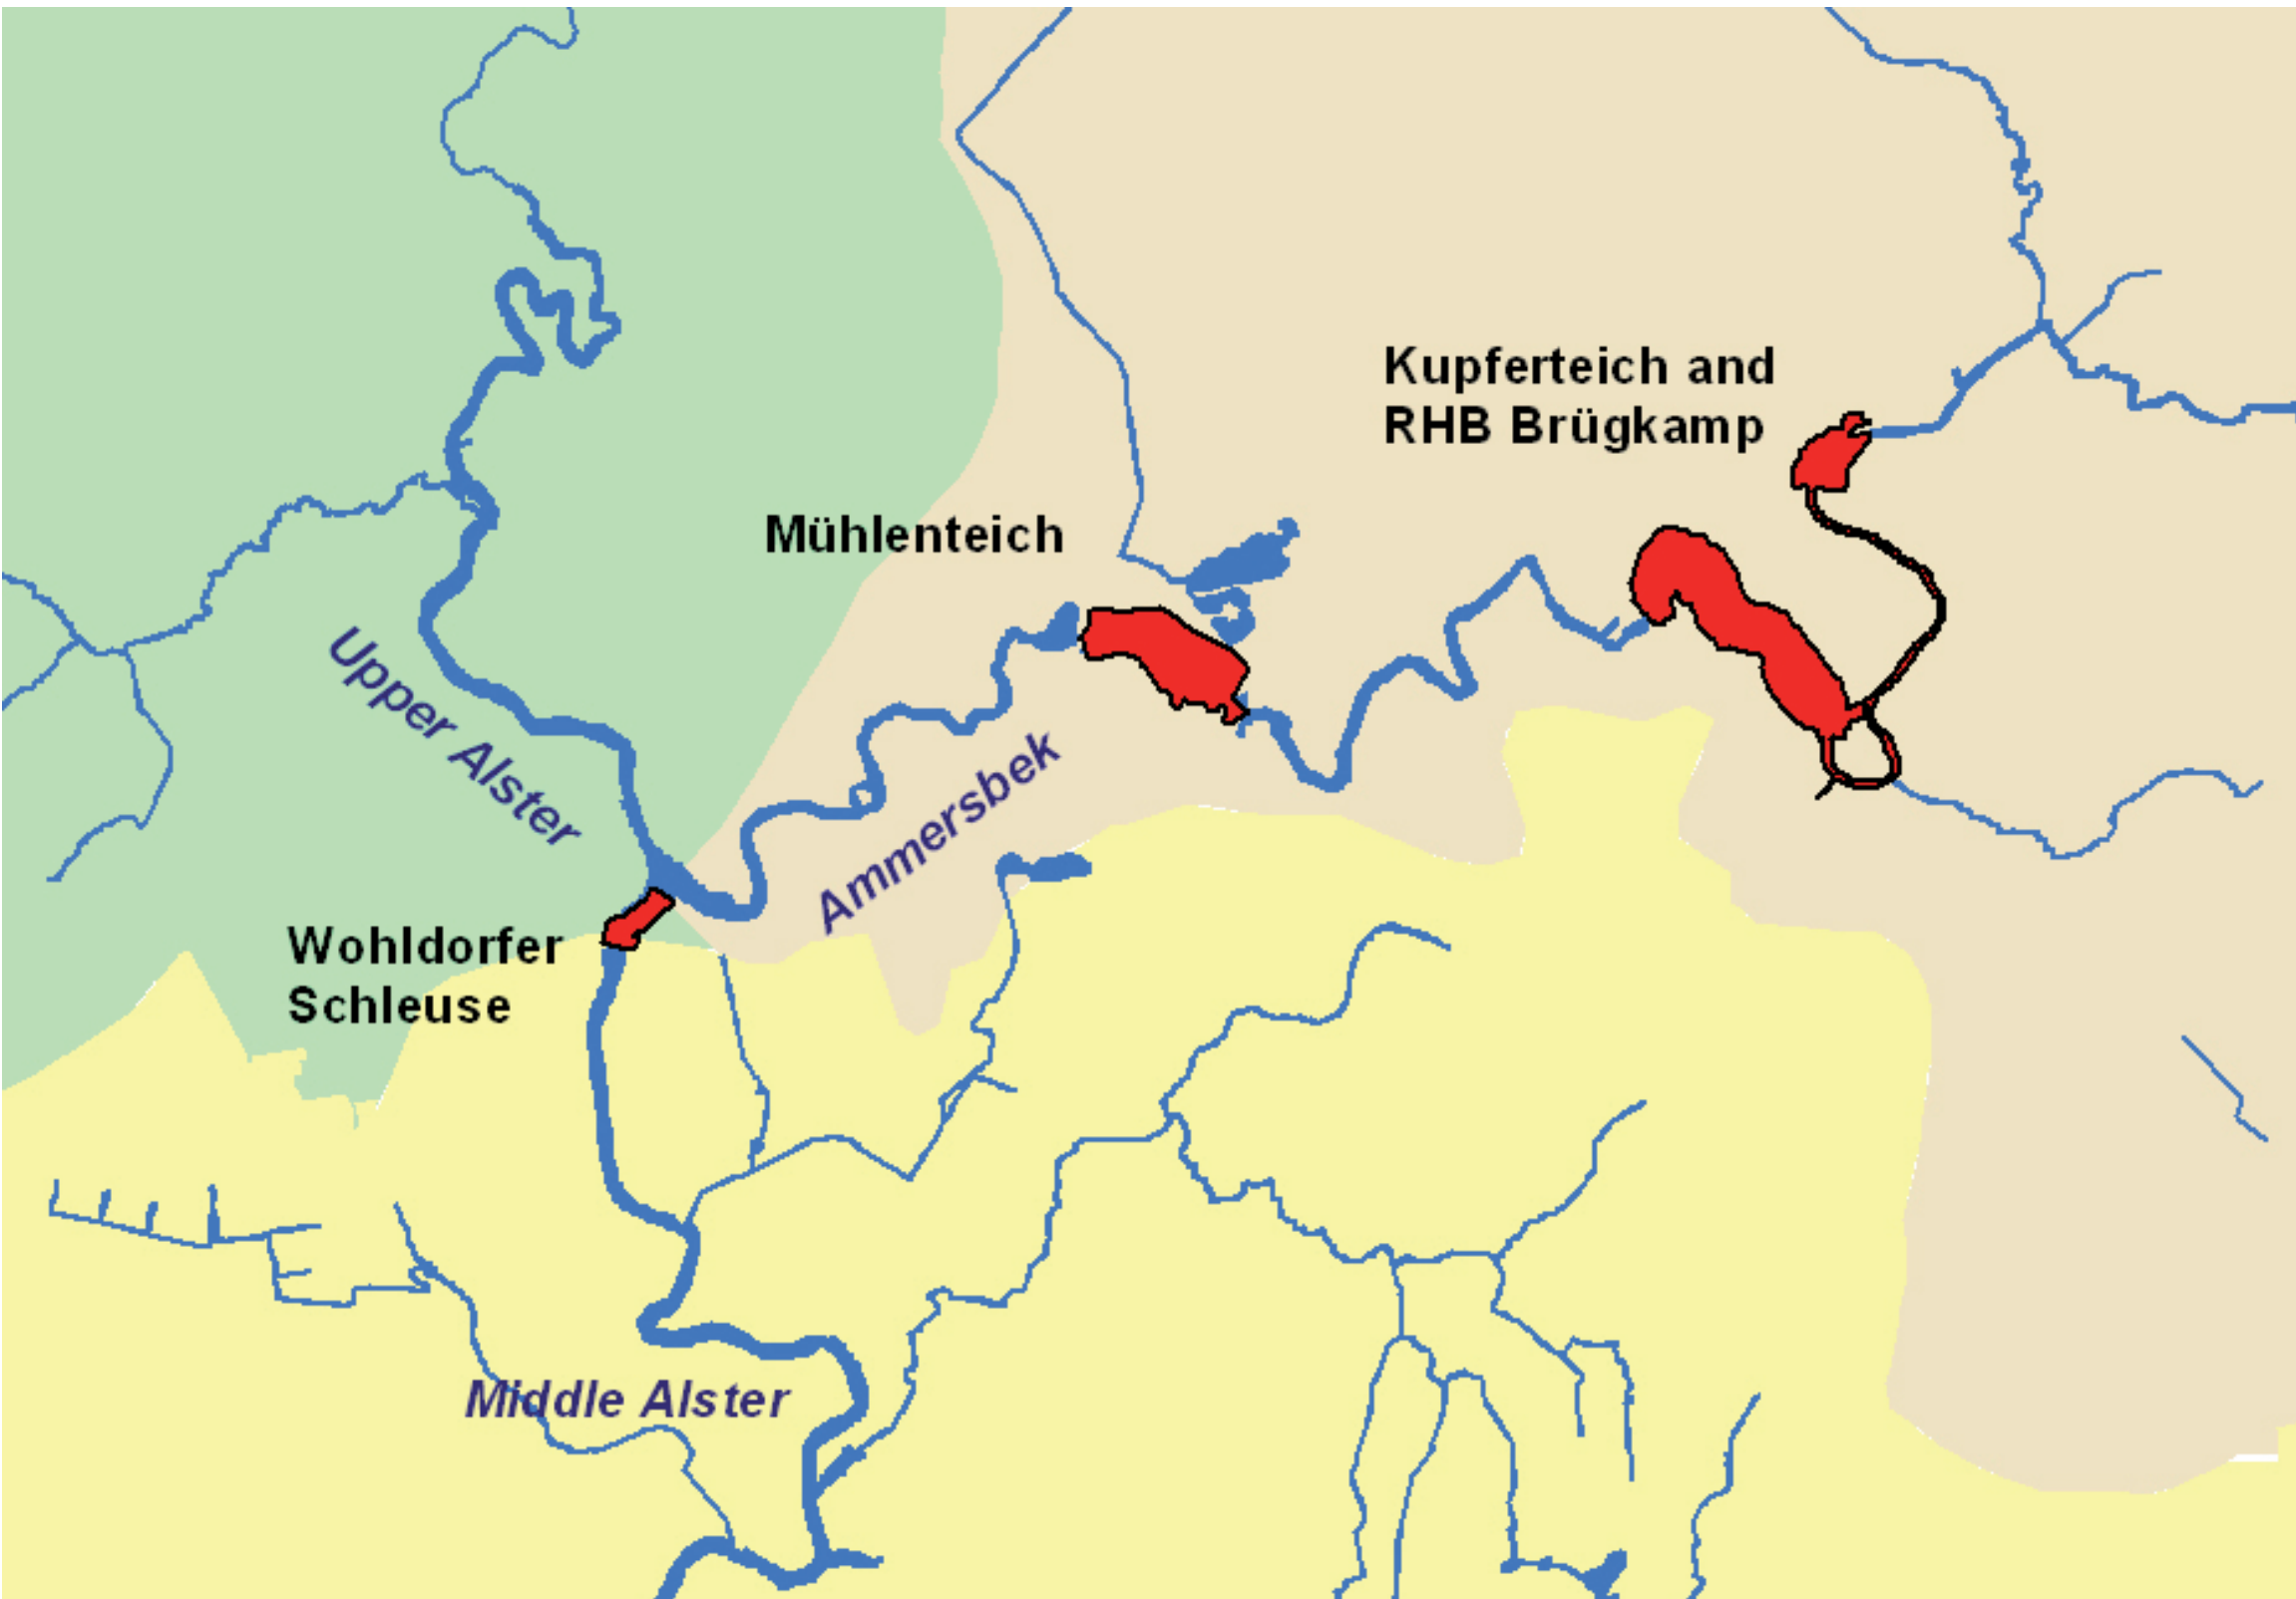 Kupferteich and
RHB Brügkamp
Mühlenteich
Upper Alster
Ammersbek
Wohldorfer
Schleuse
Middle Alster